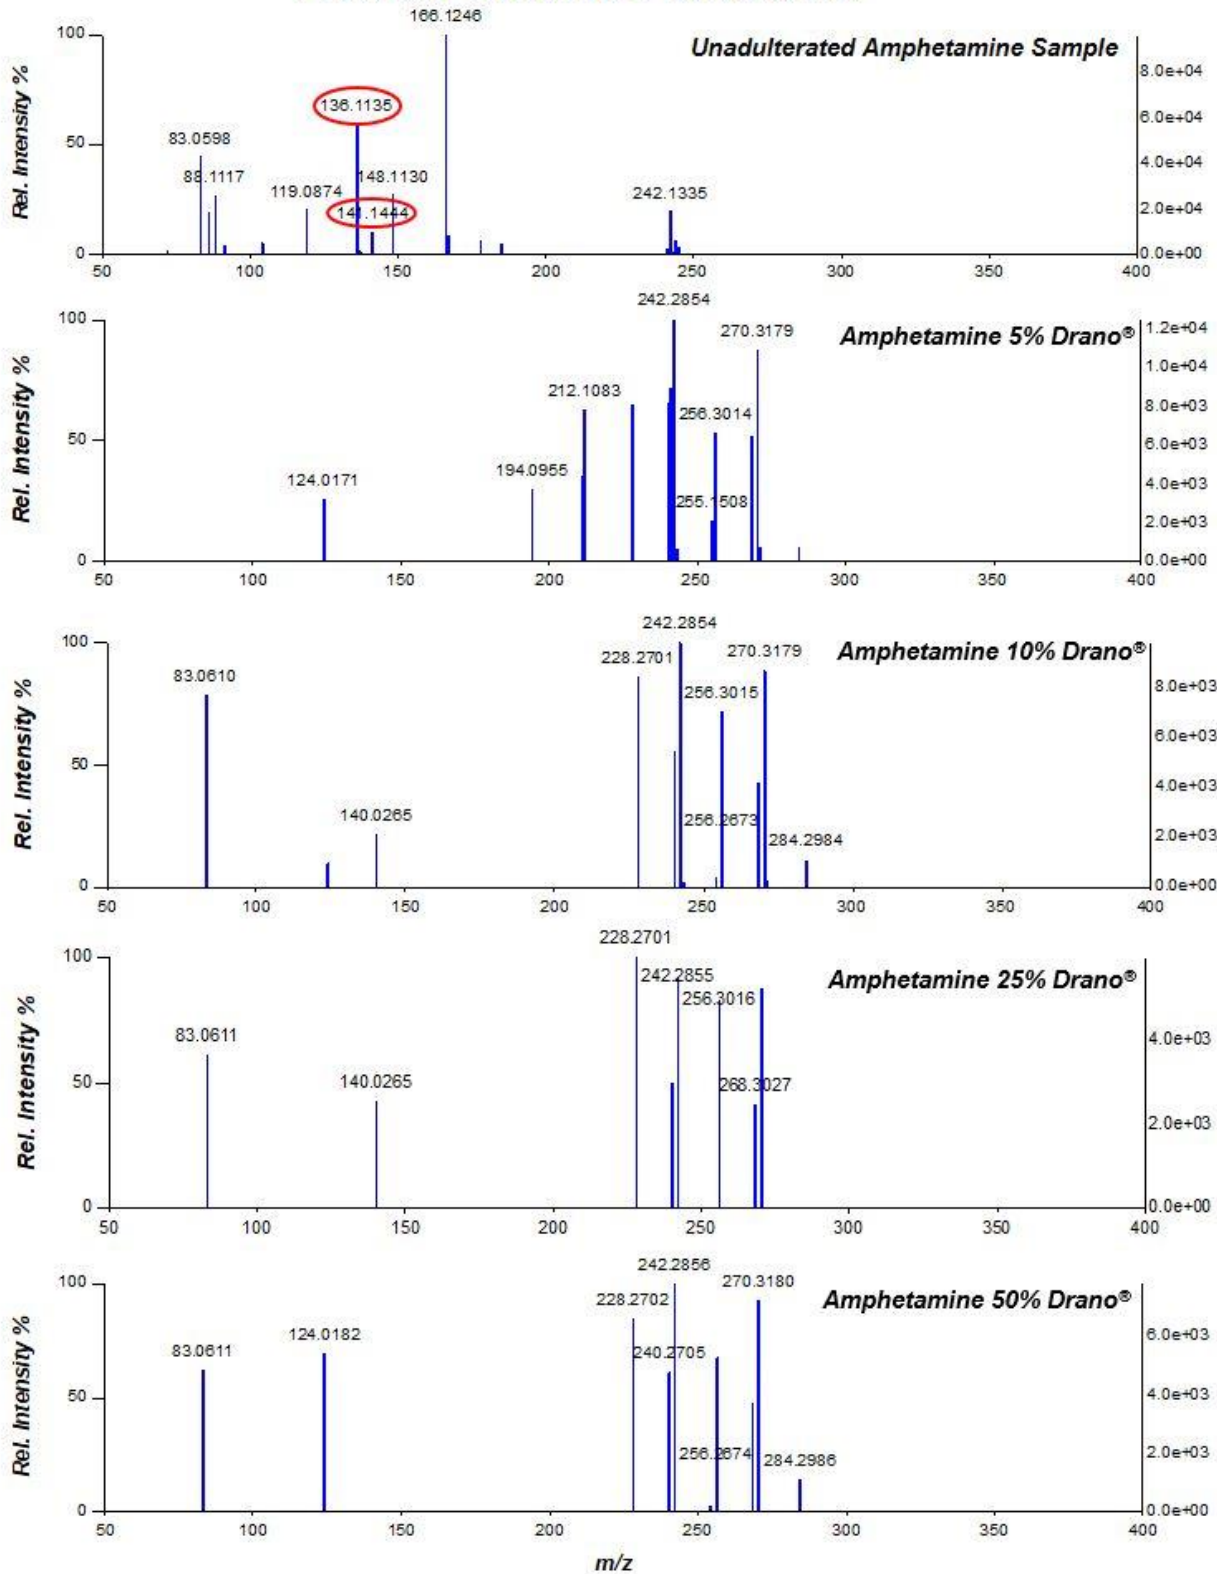 166.1246
100
Unadulterated Amphetamine Sample
8.0e+04
136.1135
6.0e+04
83.0598
50
4.0e+04
88.1117
148.1130
119.0874
242.1335
141.1444
2.0e+04
Rel. Intensity %
0
0.0e+00
50 100 150 200 250 300 350 400
242.2854
100
270.3179
Amphetamine 5% Drano®
1.2e+04
1.0e+04
212.1083
8.0e+03
256.3014
50
6.0e+03
194.0955
124.0171
4.0e+03
255.1508
2.0e+03
Rel. Intensity %
0
0.0e+00
50 100 150 200 250 300 350 400
242.2854
100
228.2701
270.3179
Amphetamine 10% Drano®
83.0610
8.0e+03
256.3015
6.0e+03
50
4.0e+03
140.0265
256.2673
2.0e+03
284.2984
Rel. Intensity %
0
0.0e+00
50 100 150 200 250 300 350 400
228.2701
100
242.2855
Amphetamine 25% Drano®
256.3016
83.0611
4.0e+03
140.0265
50
268.3027
2.0e+03
Rel. Intensity %
0
0.0e+00
50 100 150 200 250 300 350 400
242.2856
100
270.3180
228.2702
Amphetamine 50% Drano®
124.0182
6.0e+03
83.0611
240.2705
50
4.0e+03
256.2674
284.2986
2.0e+03
Rel. Intensity %
0
0.0e+00
50 100 150 200 250 300 350 400
m/z